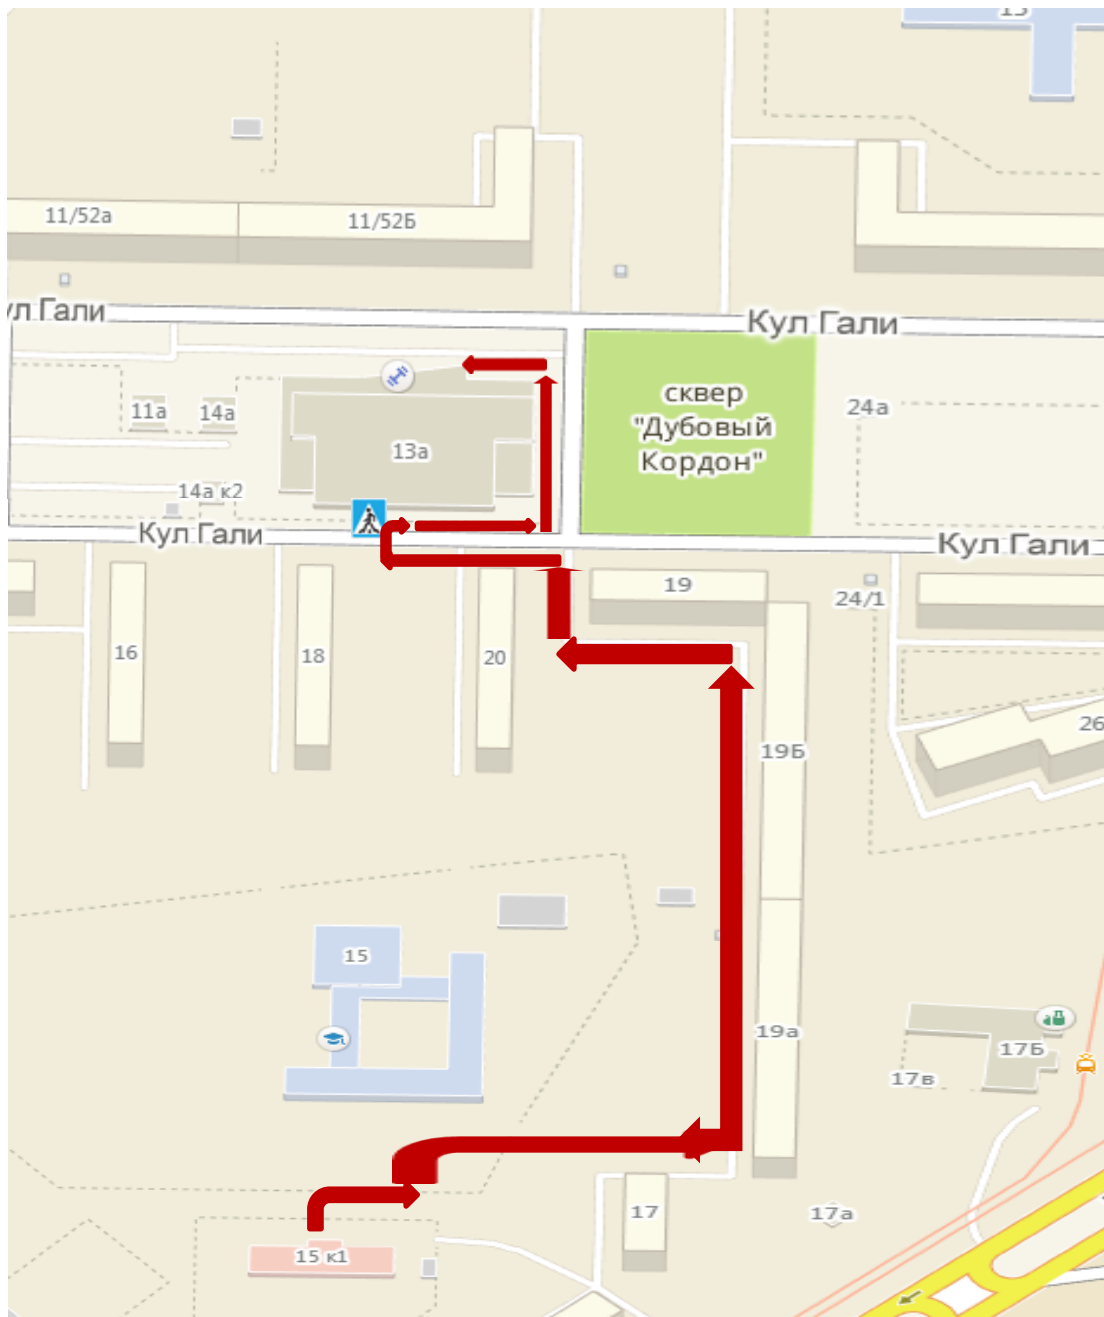 11/52а
11/52Б
ул Гали
Кул Гали
сквер
"Дубовый
Кордон"
24а
11а
14а
13а
14а к2
Кул Гали
Кул Гали
19
24/1
16
18
20
26
19Б
15
19а
17Б
17в
17
17а
15 к1